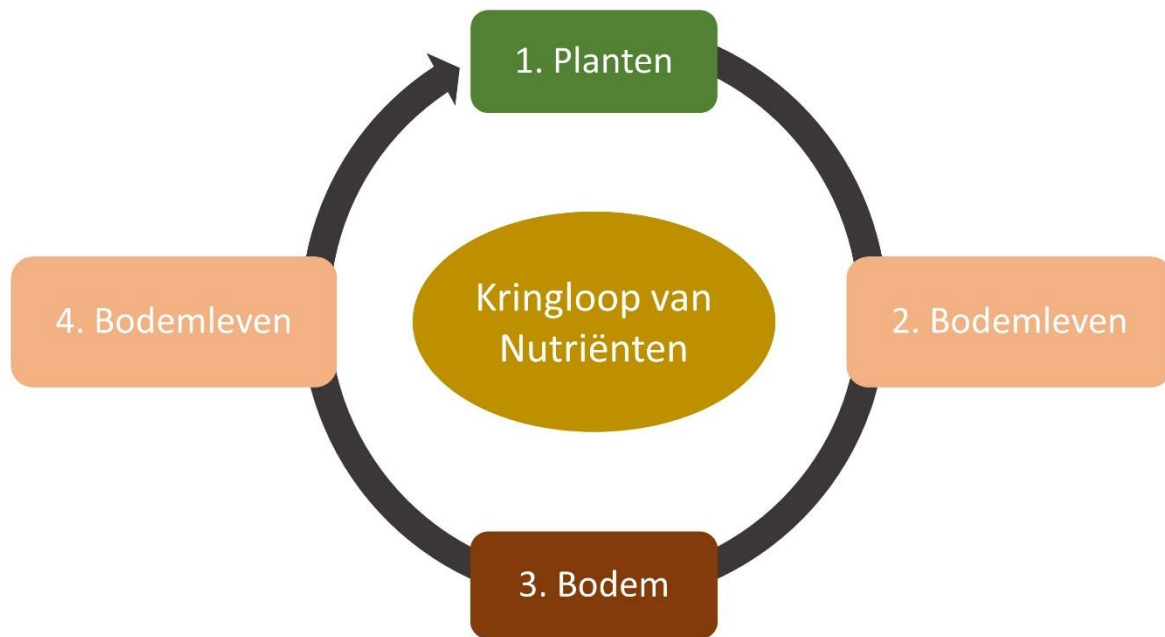 1. Planten
2. Bodemleven
3. Bodem
4. Bodemleven
Kringloop van
Nutriënten